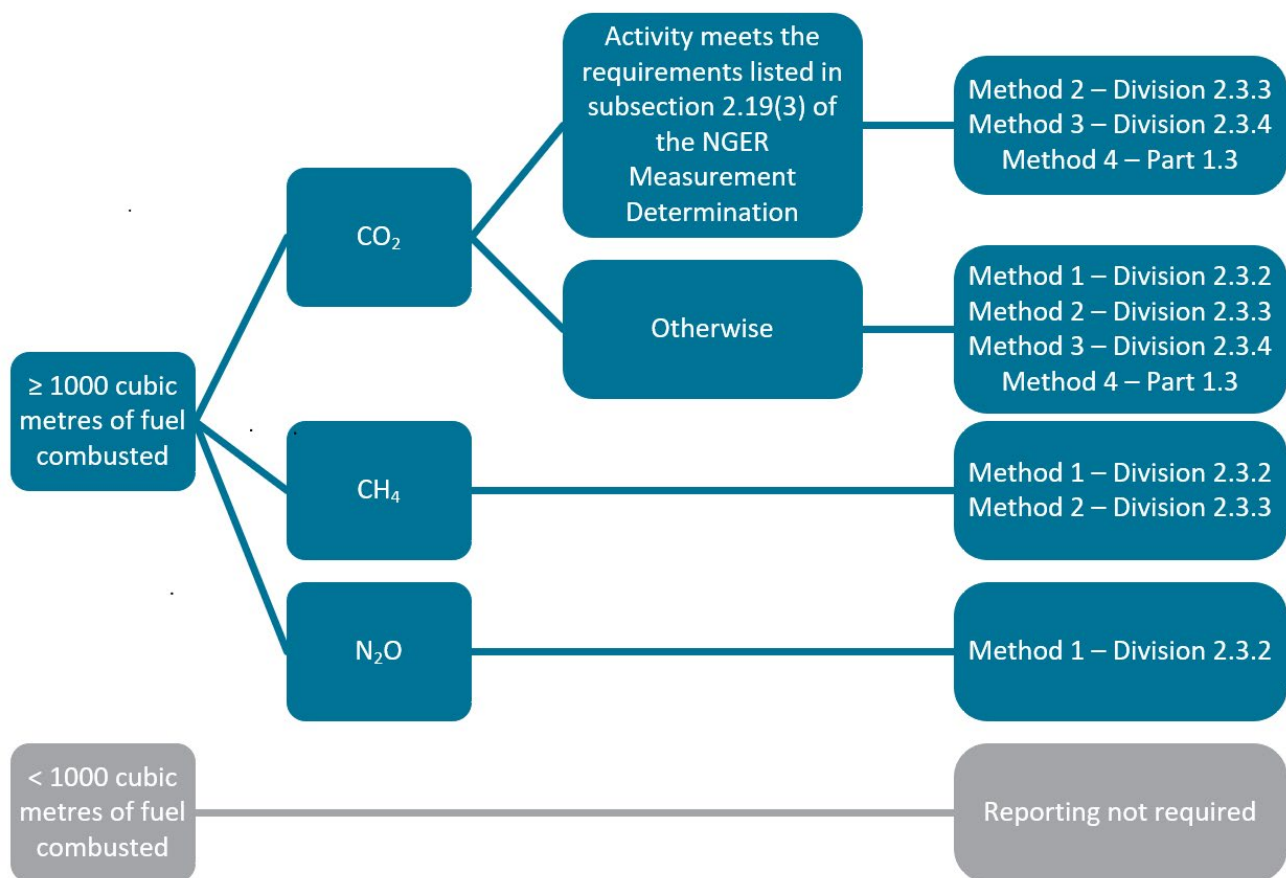 ≥ 1000 cubic
metres of fuel
combusted
CO₂
Activity meets the
requirements listed in
subsection 2.19(3) of
the NGER
Measurement
Determination
Method 2 – Division 2.3.3
Method 3 – Division 2.3.4
Method 4 – Part 1.3
Otherwise
Method 1 – Division 2.3.2
Method 2 – Division 2.3.3
Method 3 – Division 2.3.4
Method 4 – Part 1.3
CH₄
Method 1 – Division 2.3.2
Method 2 – Division 2.3.3
N₂O
Method 1 – Division 2.3.2
< 1000 cubic
metres of fuel
combusted
Reporting not required